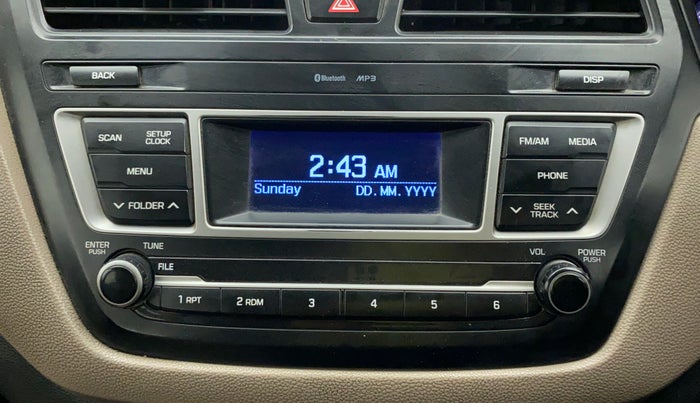 BACK
Bluetooth MP3
DISP
SCAN
SETUP
CLOCK
MENU
FOLDER
2:43 AM
Sunday DD.MM.YYYY
FM/AM MEDIA
PHONE
SEEK
TRACK
ENTER
PUSH
TUNE
FILE
VOL
POWER
PUSH
1 RPT 2 RDM 3 4 5 6